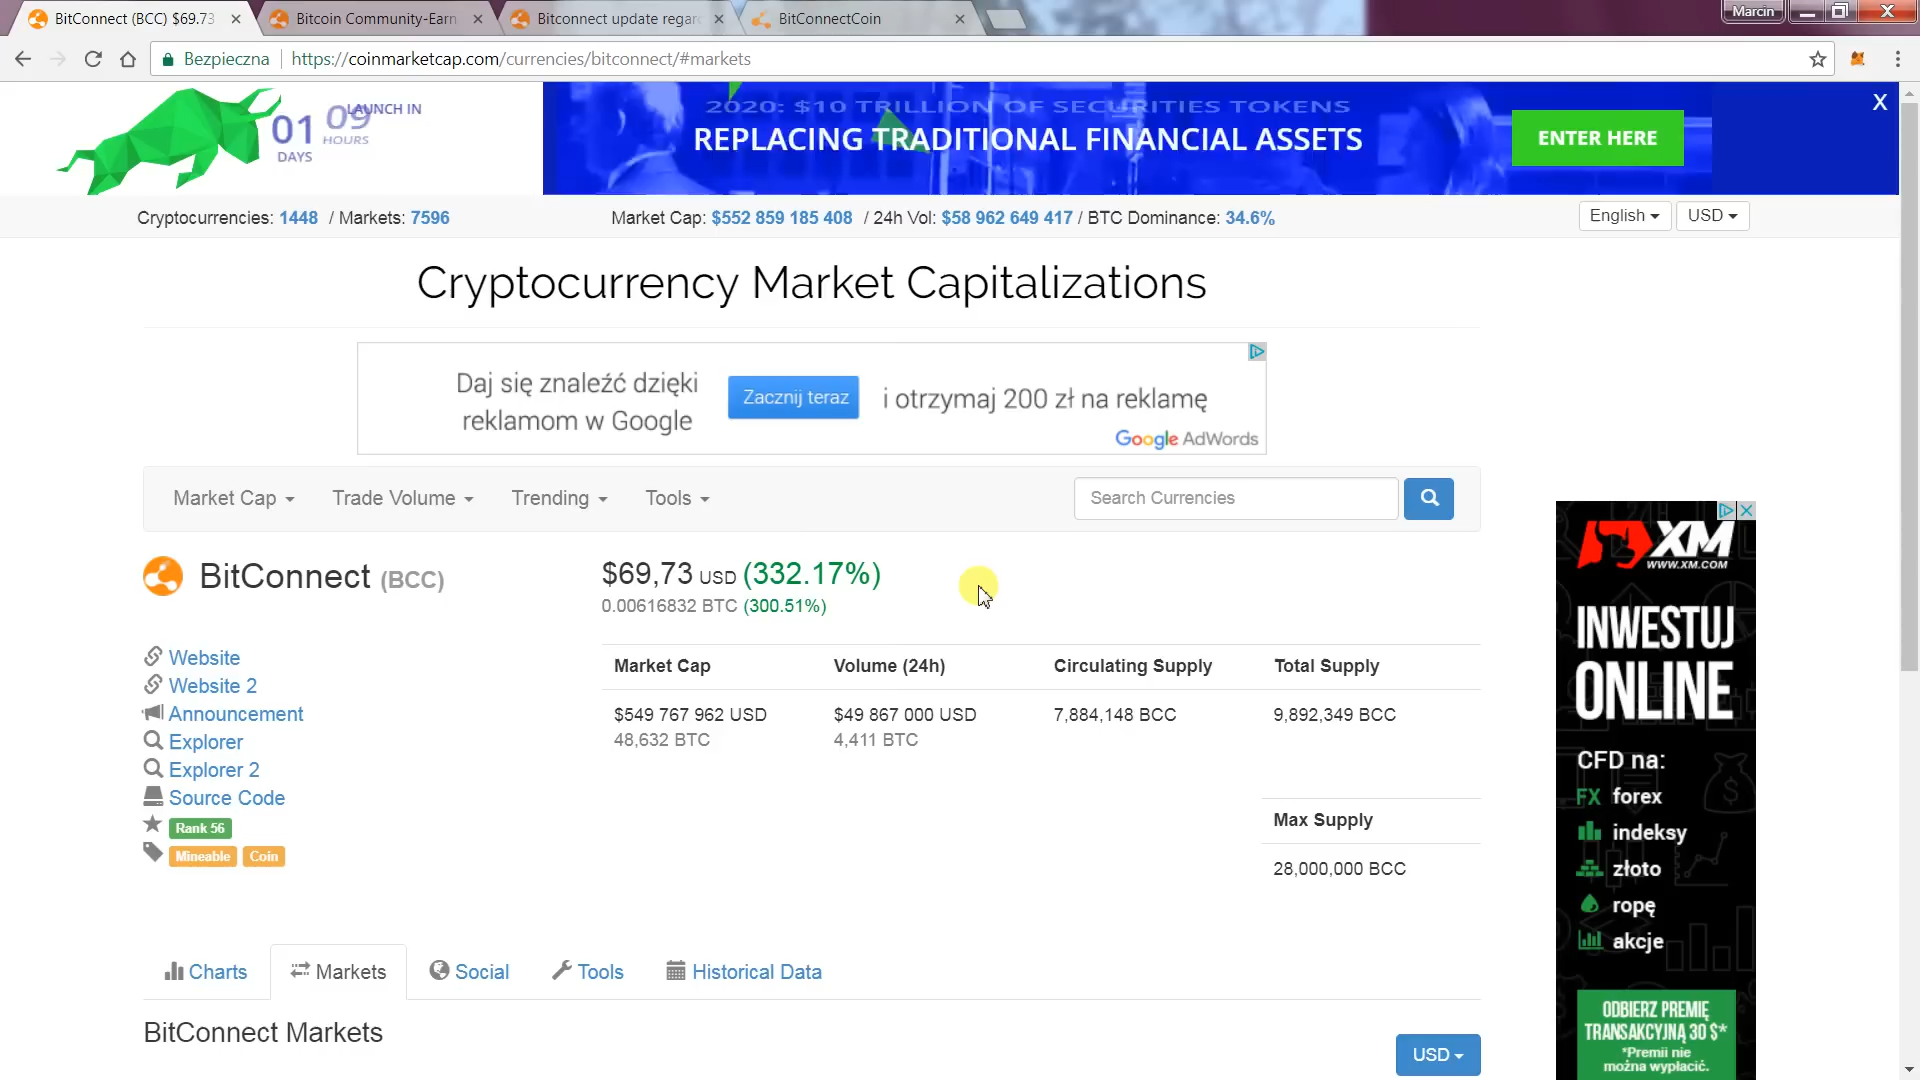 BitConnect (BCC) $69.73
Bitcoin Community-Earn
Bitconnect update regar
BitConnectCoin
Marcin
Bezpieczna
https://coinmarketcap.com/currencies/bitconnect/#markets
LAUNCH IN
01 09
DAYS HOURS
2020: $10 TRILLION OF SECURITIES TOKENS
REPLACING TRADITIONAL FINANCIAL ASSETS
ENTER HERE
X
Cryptocurrencies: 1448 / Markets: 7596
Market Cap: $552 859 185 408 / 24h Vol: $58 962 649 417 / BTC Dominance: 34.6%
English
USD
Cryptocurrency Market Capitalizations
Daj się znaleźć dzięki
reklamom w Google
Zacznij teraz
i otrzymaj 200 zł na reklamę
Google AdWords
Market Cap
Trade Volume
Trending
Tools
Search Currencies
BitConnect (BCC)
$69,73 USD (332.17%)
0.00616832 BTC (300.51%)
Website
Website 2
Announcement
Explorer
Explorer 2
Source Code
Rank 56
Mineable Coin
Market Cap
Volume (24h)
Circulating Supply
Total Supply
$549 767 962 USD
48,632 BTC
$49 867 000 USD
4,411 BTC
7,884,148 BCC
9,892,349 BCC
Max Supply
28,000,000 BCC
Charts
Markets
Social
Tools
Historical Data
BitConnect Markets
USD
XM
WWW.XM.COM
INWESTUJ
ONLINE
CFD na:
FX forex
indeksy
złoto
ropę
akcje
ODBIERZ PREMIĘ
TRANSAKCYJNĄ 30 $*
*Premii nie
można wypłacić.